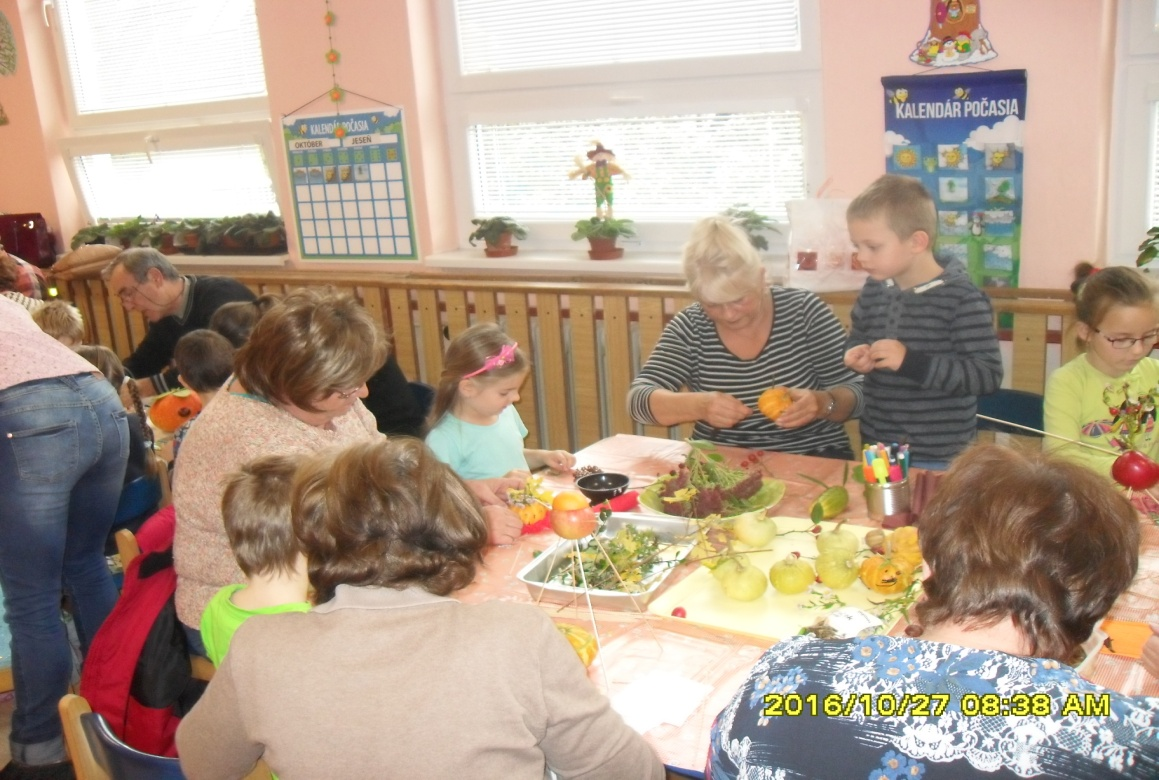 KALENDÁR POČASIA
OKTÓBER JESEŇ
KALENDÁR POČASIA
2016/10/27 08:38 AM